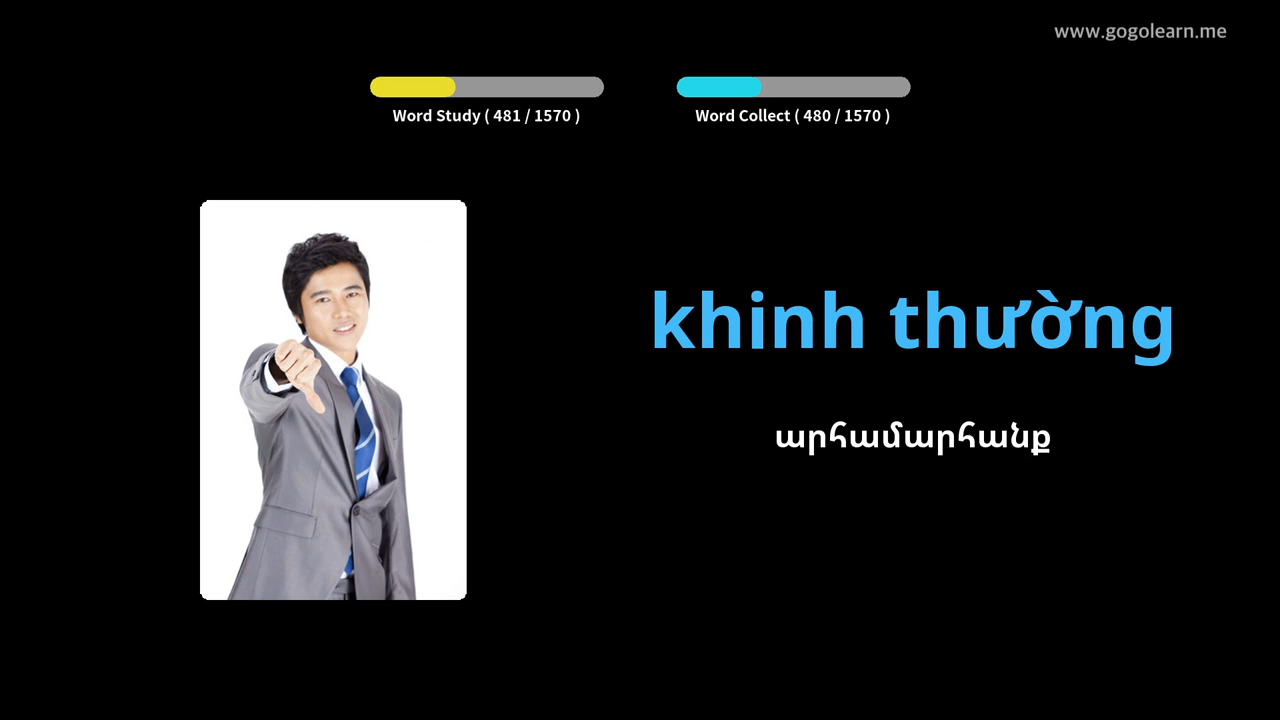 www.gogolearn.me
Word Study ( 481 / 1570 )
Word Collect ( 480 / 1570 )
khinh thường
արհամարհանք